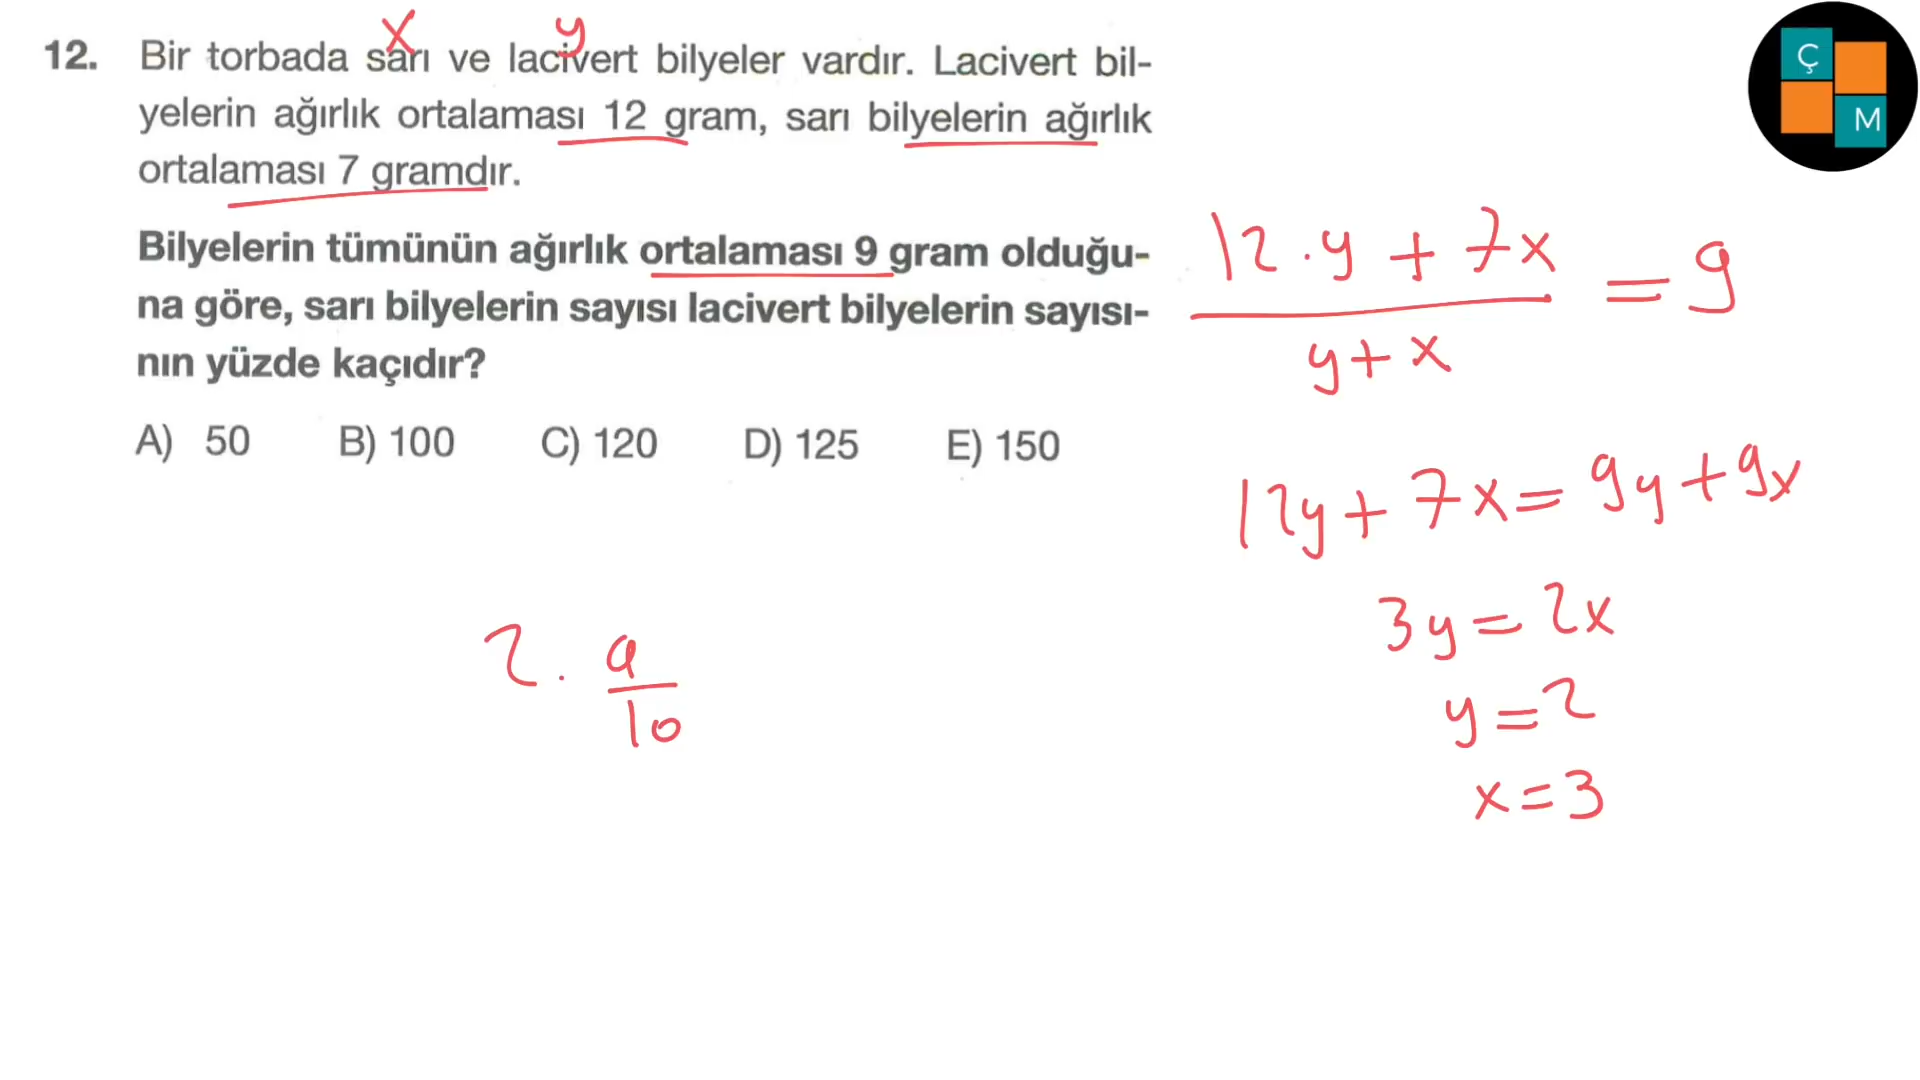 x y
12. Bir torbada sarı ve lacivert bilyeler vardır. Lacivert bil-
yelerin ağırlık ortalaması 12 gram, sarı bilyelerin ağırlık
ortalaması 7 gramdır.
Bilyelerin tümünün ağırlık ortalaması 9 gram olduğu-
na göre, sarı bilyelerin sayısı lacivert bilyelerin sayısı-
nın yüzde kaçıdır?
A) 50 B) 100 C) 120 D) 125 E) 150
12.y + 7x = 9
y + x
12y + 7x = 9y + 9x
3y = 2x
y = 2
x = 3
2 . a
10
Ç
M